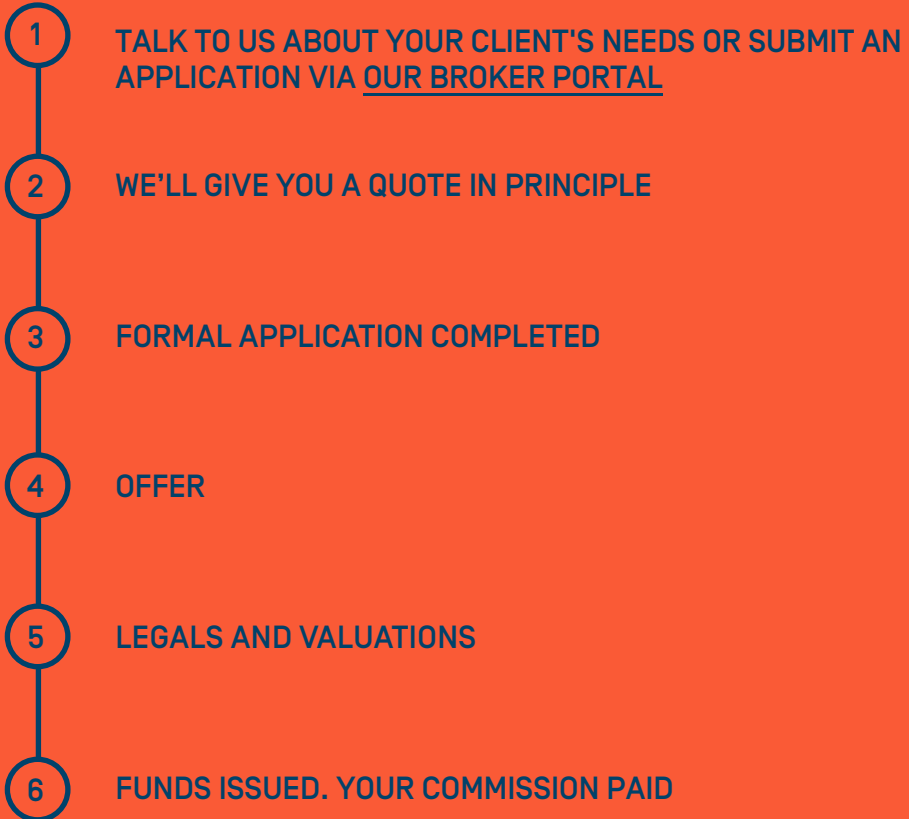 1
TALK TO US ABOUT YOUR CLIENT'S NEEDS OR SUBMIT AN
APPLICATION VIA OUR BROKER PORTAL
2
WE’LL GIVE YOU A QUOTE IN PRINCIPLE
3
FORMAL APPLICATION COMPLETED
4
OFFER
5
LEGALS AND VALUATIONS
6
FUNDS ISSUED. YOUR COMMISSION PAID